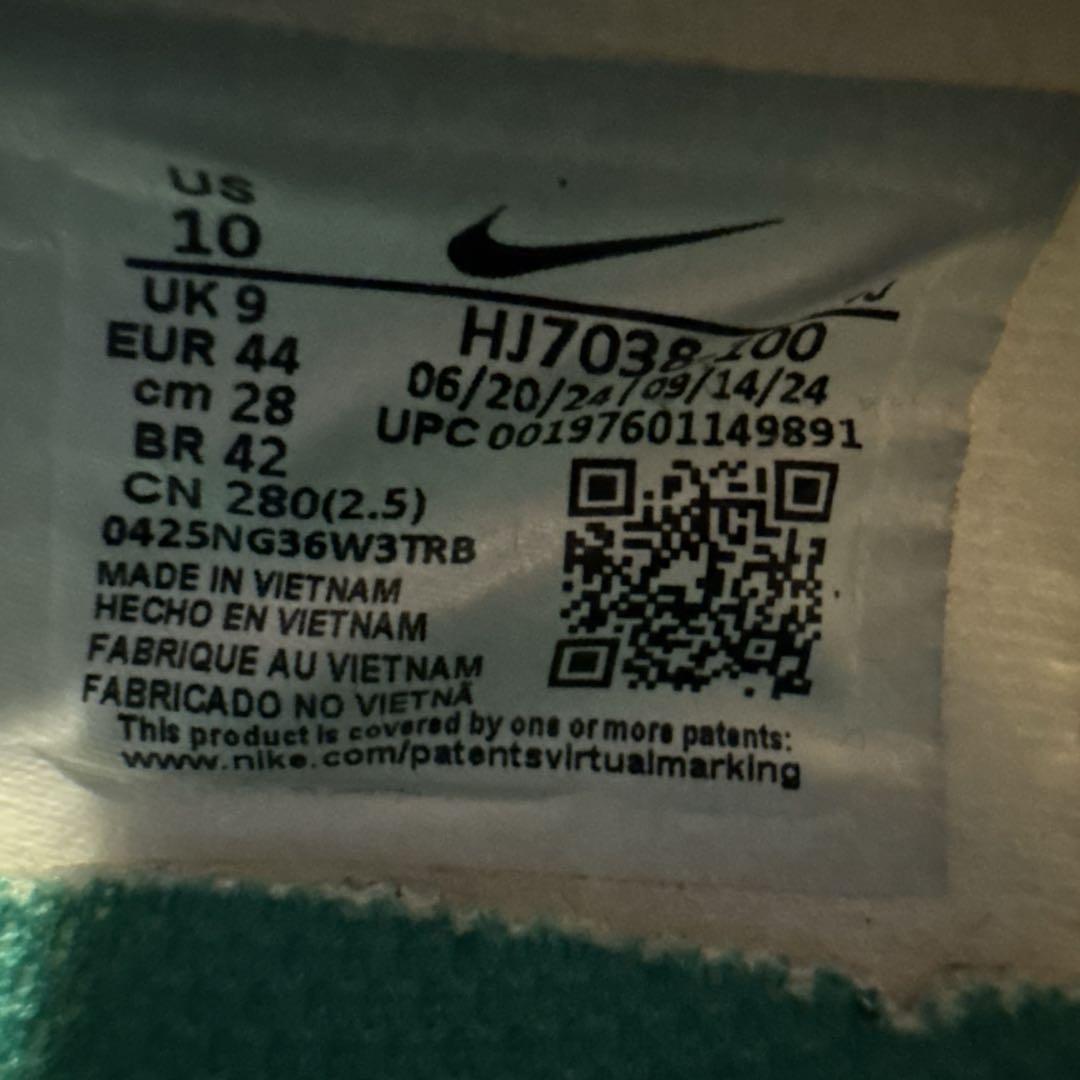 US
10
UK 9
EUR 44
cm 28
BR 42
CN 280(2.5)
HJ7038-100
06/20/24/09/14/24
UPC 00197601149891
0425NG36W3TRB
MADE IN VIETNAM
HECHO EN VIETNAM
FABRIQUE AU VIETNAM
FABRICADO NO VIETNÃ
This product is covered by one or more patents:
www.nike.com/patentsvirtualmarking